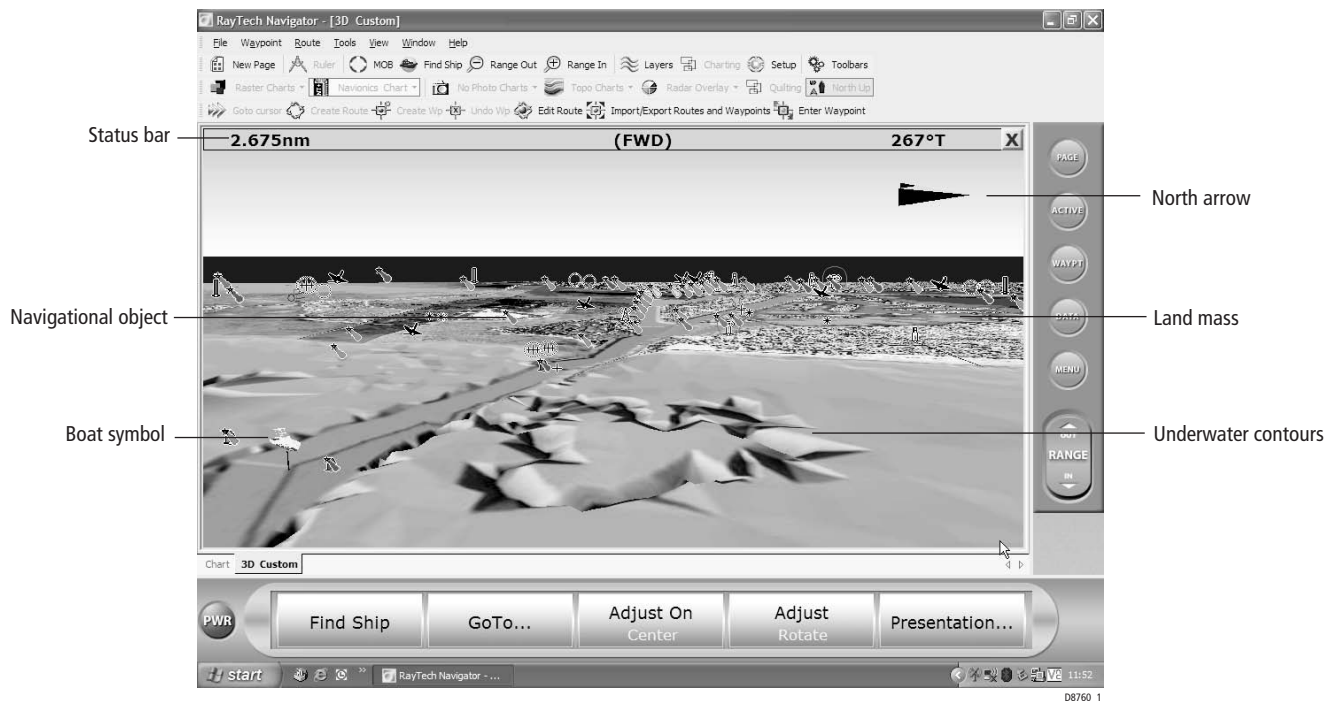 RayTech Navigator - [3D Custom]
File Waypoint Route Tools View Window Help
New Page Ruler MOB Find Ship Range Out Range In Layers Charting Setup Toolbars
Raster Charts Navionics Chart No Photo Charts Topo Charts Radar Overlay Quilting North Up
Goto cursor Create Route Create Wp Undo Wp Edit Route Import/Export Routes and Waypoints Enter Waypoint
Status bar
2.675nm (FWD) 267°T X
PAGE
North arrow
ACTIVE
WAYPT
Navigational object
DATA
Land mass
MENU
Boat symbol
OUT
RANGE
IN
Underwater contours
Chart 3D Custom
PWR
Find Ship
GoTo...
Adjust On
Center
Adjust
Rotate
Presentation...
start RayTech Navigator - ... 11:52
D8760_1